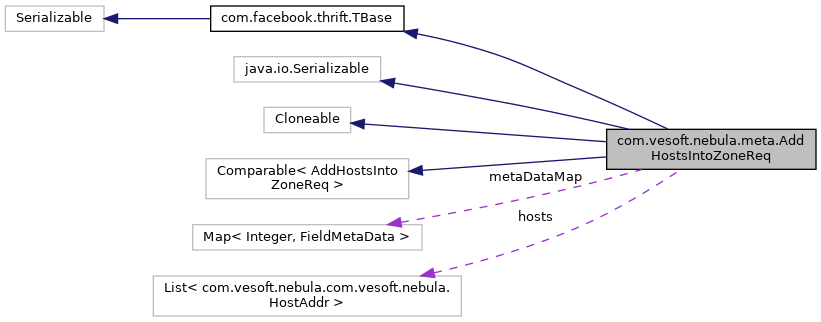 Serializable
com.facebook.thrift.TBase
java.io.Serializable
Cloneable
com.vesoft.nebula.meta.Add
HostsIntoZoneReq
Comparable< AddHostsInto
ZoneReq >
metaDataMap
hosts
Map< Integer, FieldMetaData >
List< com.vesoft.nebula.com.vesoft.nebula.
HostAddr >